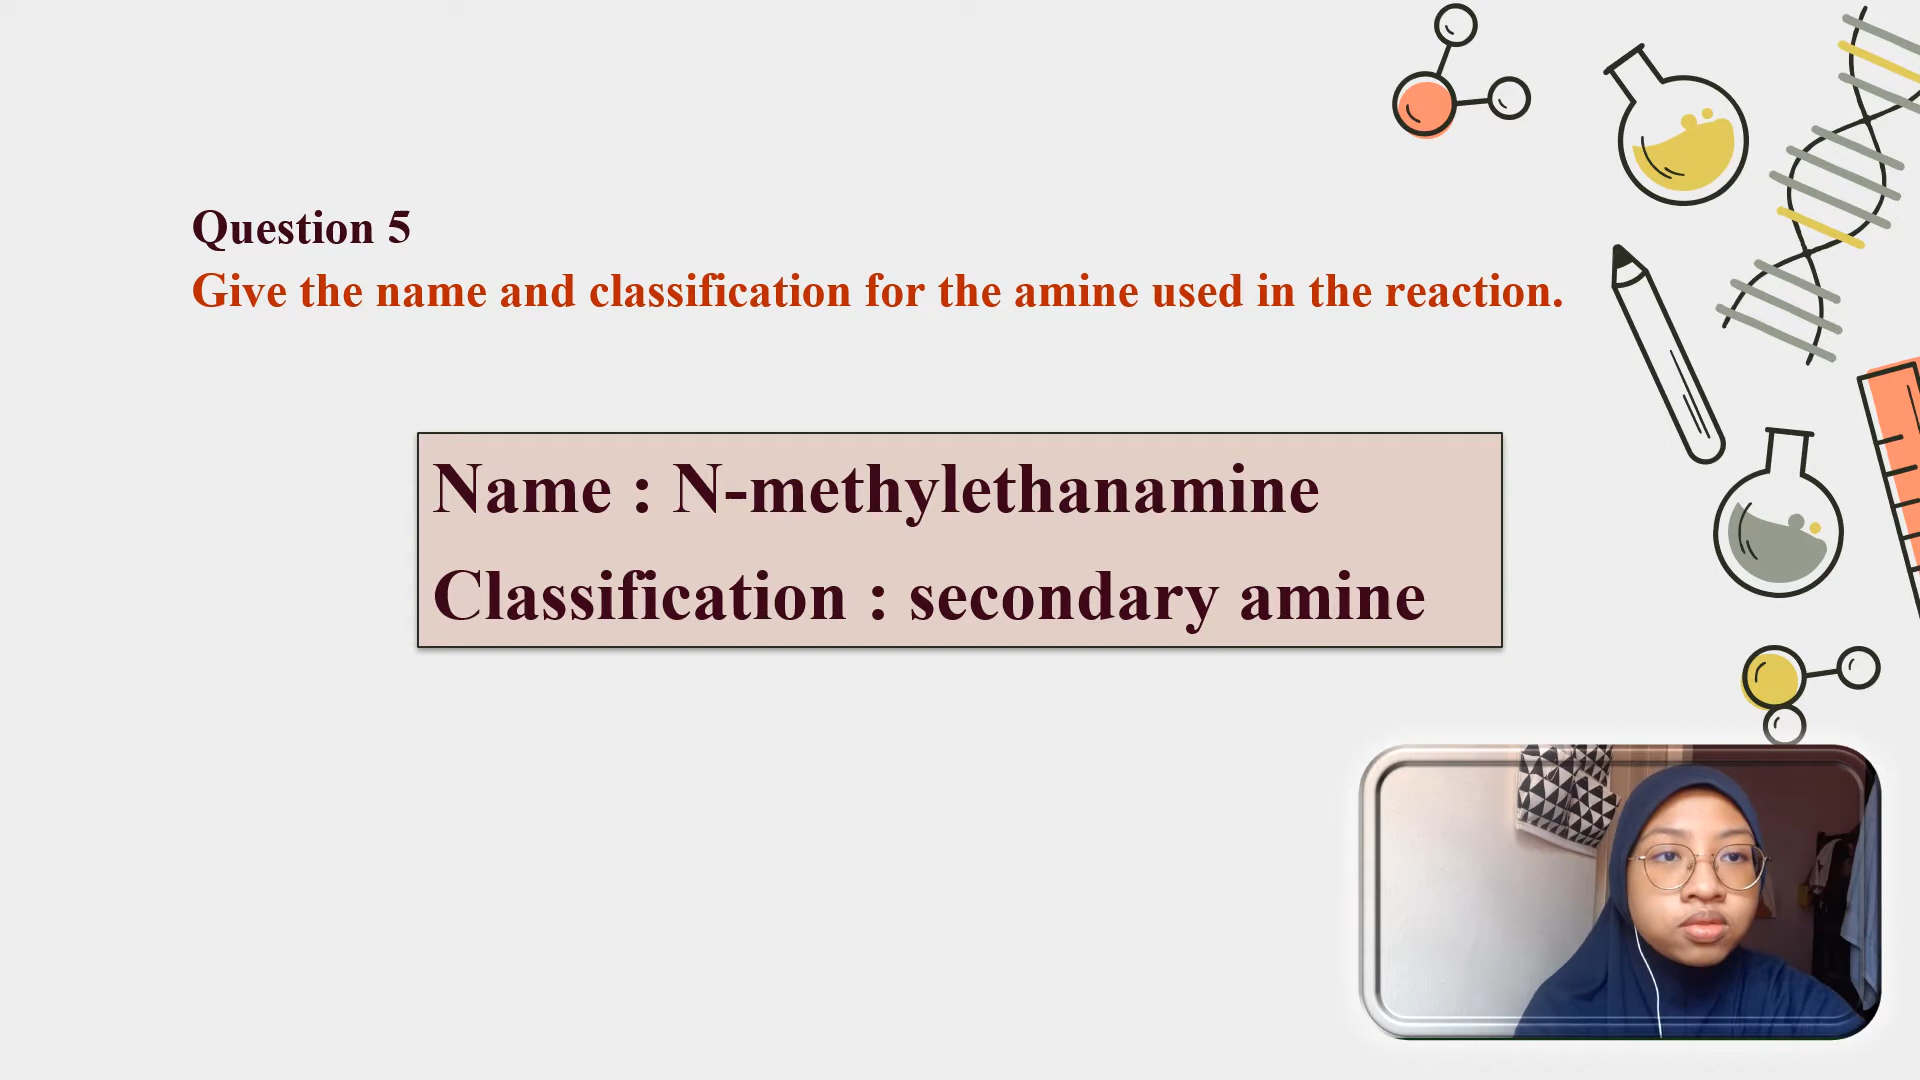 Question 5
Give the name and classification for the amine used in the reaction.
Name : N-methylethanamine
Classification : secondary amine